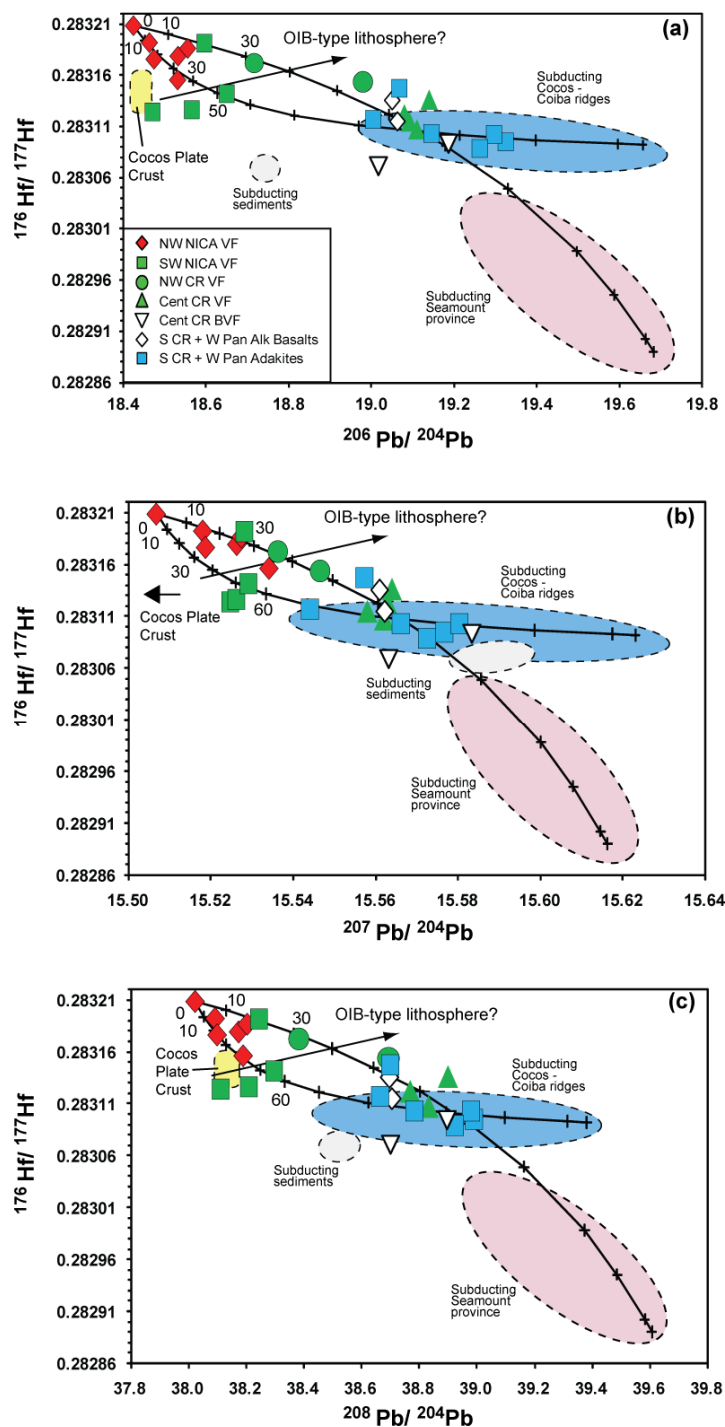 (a)
0.28321
0.28316
0.28311
0.28306
0.28301
0.28296
0.28291
0.28286
176 Hf/ 177Hf
0
10
10
30
30
50
OIB-type lithosphere?
Subducting
Cocos -
Coiba ridges
Cocos Plate
Crust
Subducting
sediments
Subducting
Seamount
province
NW NICA VF
SW NICA VF
NW CR VF
Cent CR VF
Cent CR BVF
S CR + W Pan Alk Basalts
S CR + W Pan Adakites
18.4 18.6 18.8 19.0 19.2 19.4 19.6 19.8
206 Pb/ 204Pb
(b)
0.28321
0.28316
0.28311
0.28306
0.28301
0.28296
0.28291
0.28286
176 Hf/ 177Hf
0
10
10
30
30
60
OIB-type lithosphere?
Subducting
Cocos -
Coiba ridges
Cocos Plate
Crust
Subducting
sediments
Subducting
Seamount
province
15.50 15.52 15.54 15.56 15.58 15.60 15.62 15.64
207 Pb/ 204Pb
(c)
0.28321
0.28316
0.28311
0.28306
0.28301
0.28296
0.28291
0.28286
176 Hf/ 177Hf
0
10
10
30
60
OIB-type lithosphere?
Subducting
Cocos -
Coiba ridges
Cocos
Plate
Crust
Subducting
sediments
Subducting
Seamount
province
37.8 38.0 38.2 38.4 38.6 38.8 39.0 39.2 39.4 39.6 39.8
208 Pb/ 204Pb